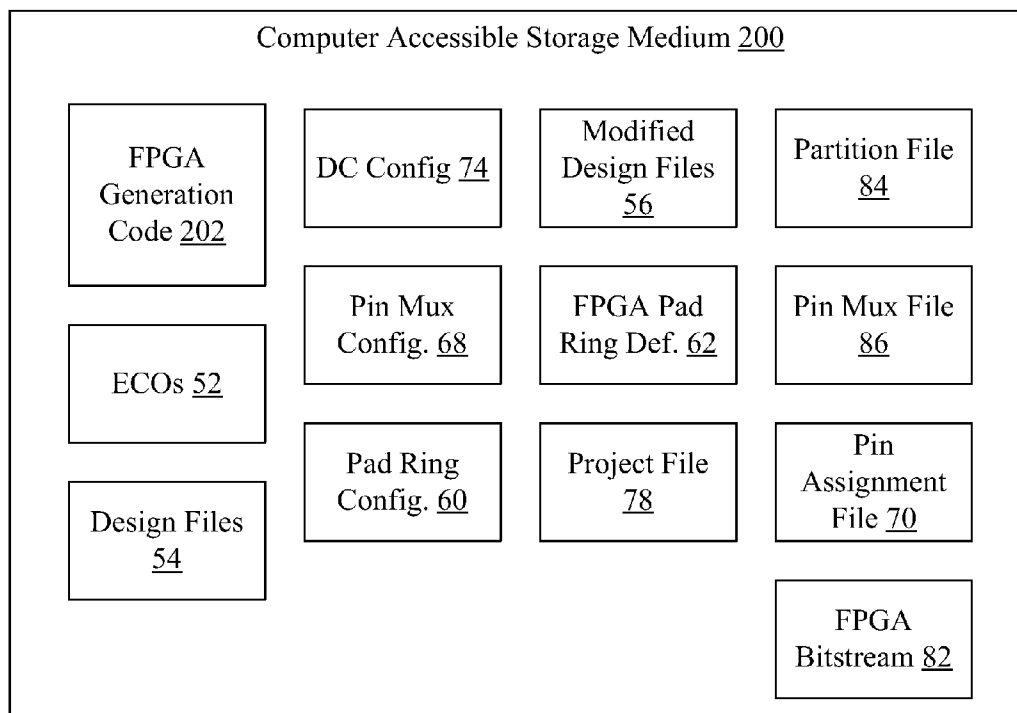 Computer Accessible Storage Medium 200
FPGA
Generation
Code 202
ECOs 52
Design Files
54
DC Config 74
Pin Mux
Config. 68
Pad Ring
Config. 60
Modified
Design Files
56
FPGA Pad
Ring Def. 62
Project File
78
Partition File
84
Pin Mux File
86
Pin
Assignment
File 70
FPGA
Bitstream 82